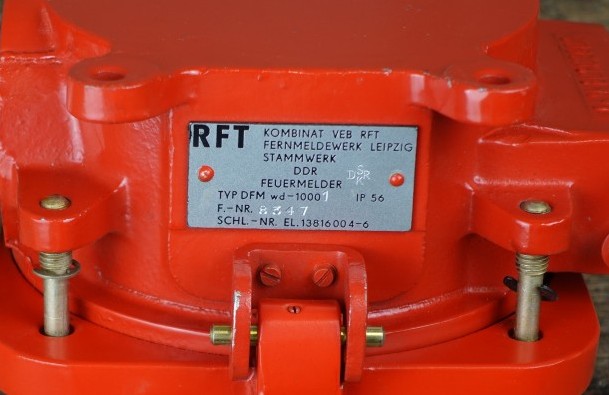 RFT KOMBINAT VEB RFT
FERNMELDEWERK LEIPZIG
STAMMWERK
DDR
FEUERMELDER
TYP DFM wd-10001 IP 56
F.-NR. 8347
SCHL.-NR. EL.13816004-6